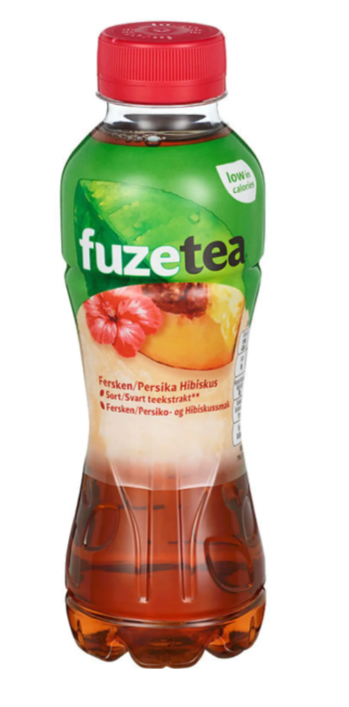 low in
calories
fuzetea
Fersken/Persika Hibiskus
Sort/Svart teekstrakt**
Fersken/Persiko- og Hibiskussmak